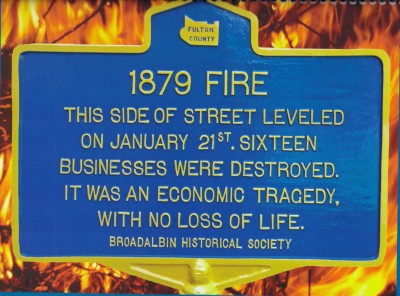 FULTON
COUNTY
1879 FIRE
THIS SIDE OF STREET LEVELED
ON JANUARY 21ST. SIXTEEN
BUSINESSES WERE DESTROYED.
IT WAS AN ECONOMIC TRAGEDY,
WITH NO LOSS OF LIFE.
BROADALBIN HISTORICAL SOCIETY